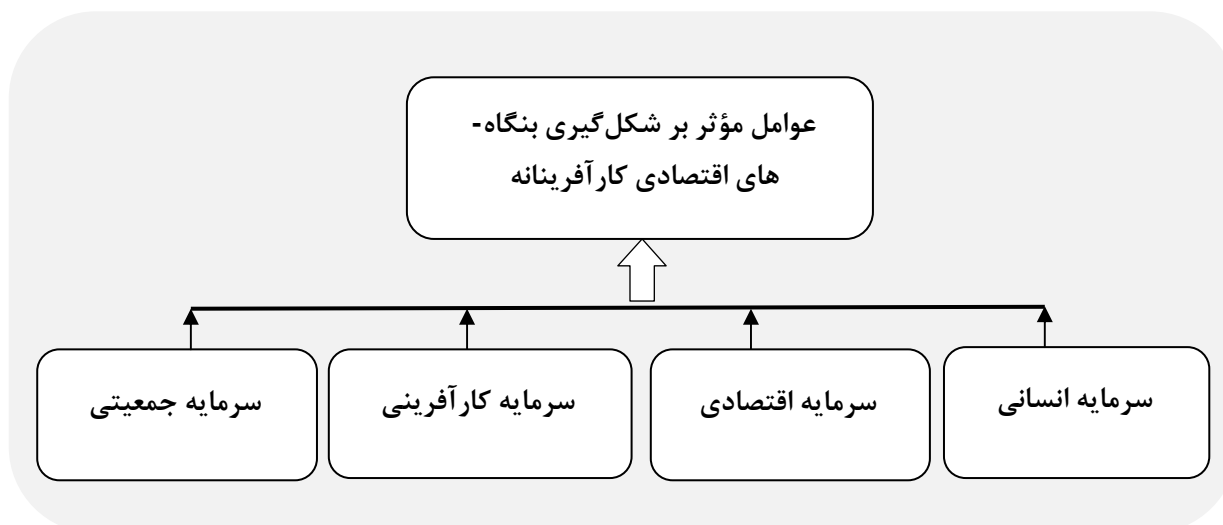 عوامل مؤثر بر شکل‌گیری بنگاه-
های اقتصادی کارآفرینانه
سرمایه انسانی
سرمایه اقتصادی
سرمایه کارآفرینی
سرمایه جمعیتی